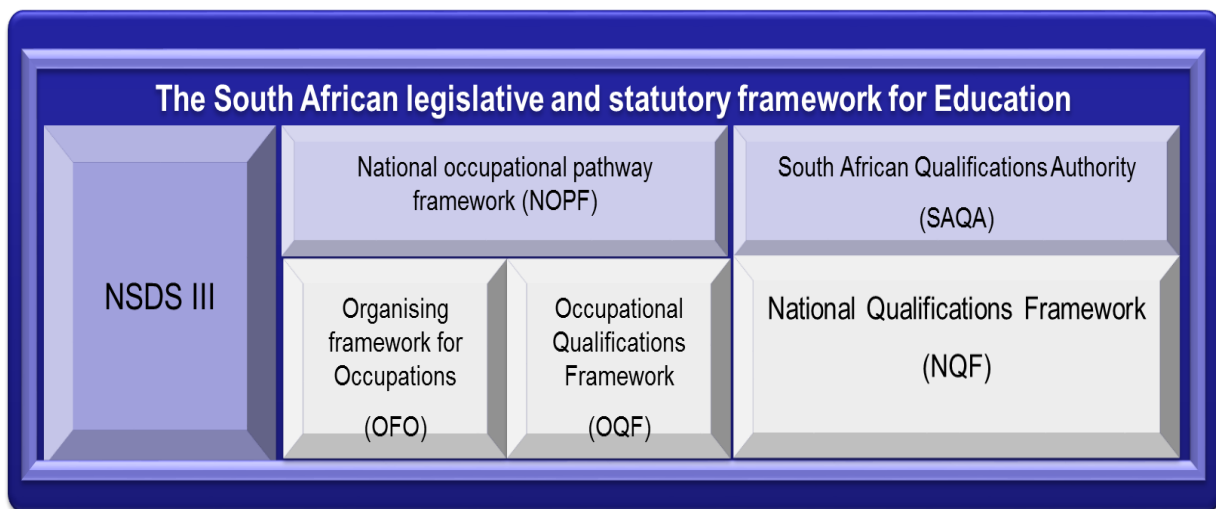 The South African legislative and statutory framework for Education
NSDS III
National occupational pathway
framework (NOPF)
South African Qualifications Authority
(SAQA)
Organising
framework for
Occupations
(OFO)
Occupational
Qualifications
Framework
(OQF)
National Qualifications Framework
(NQF)